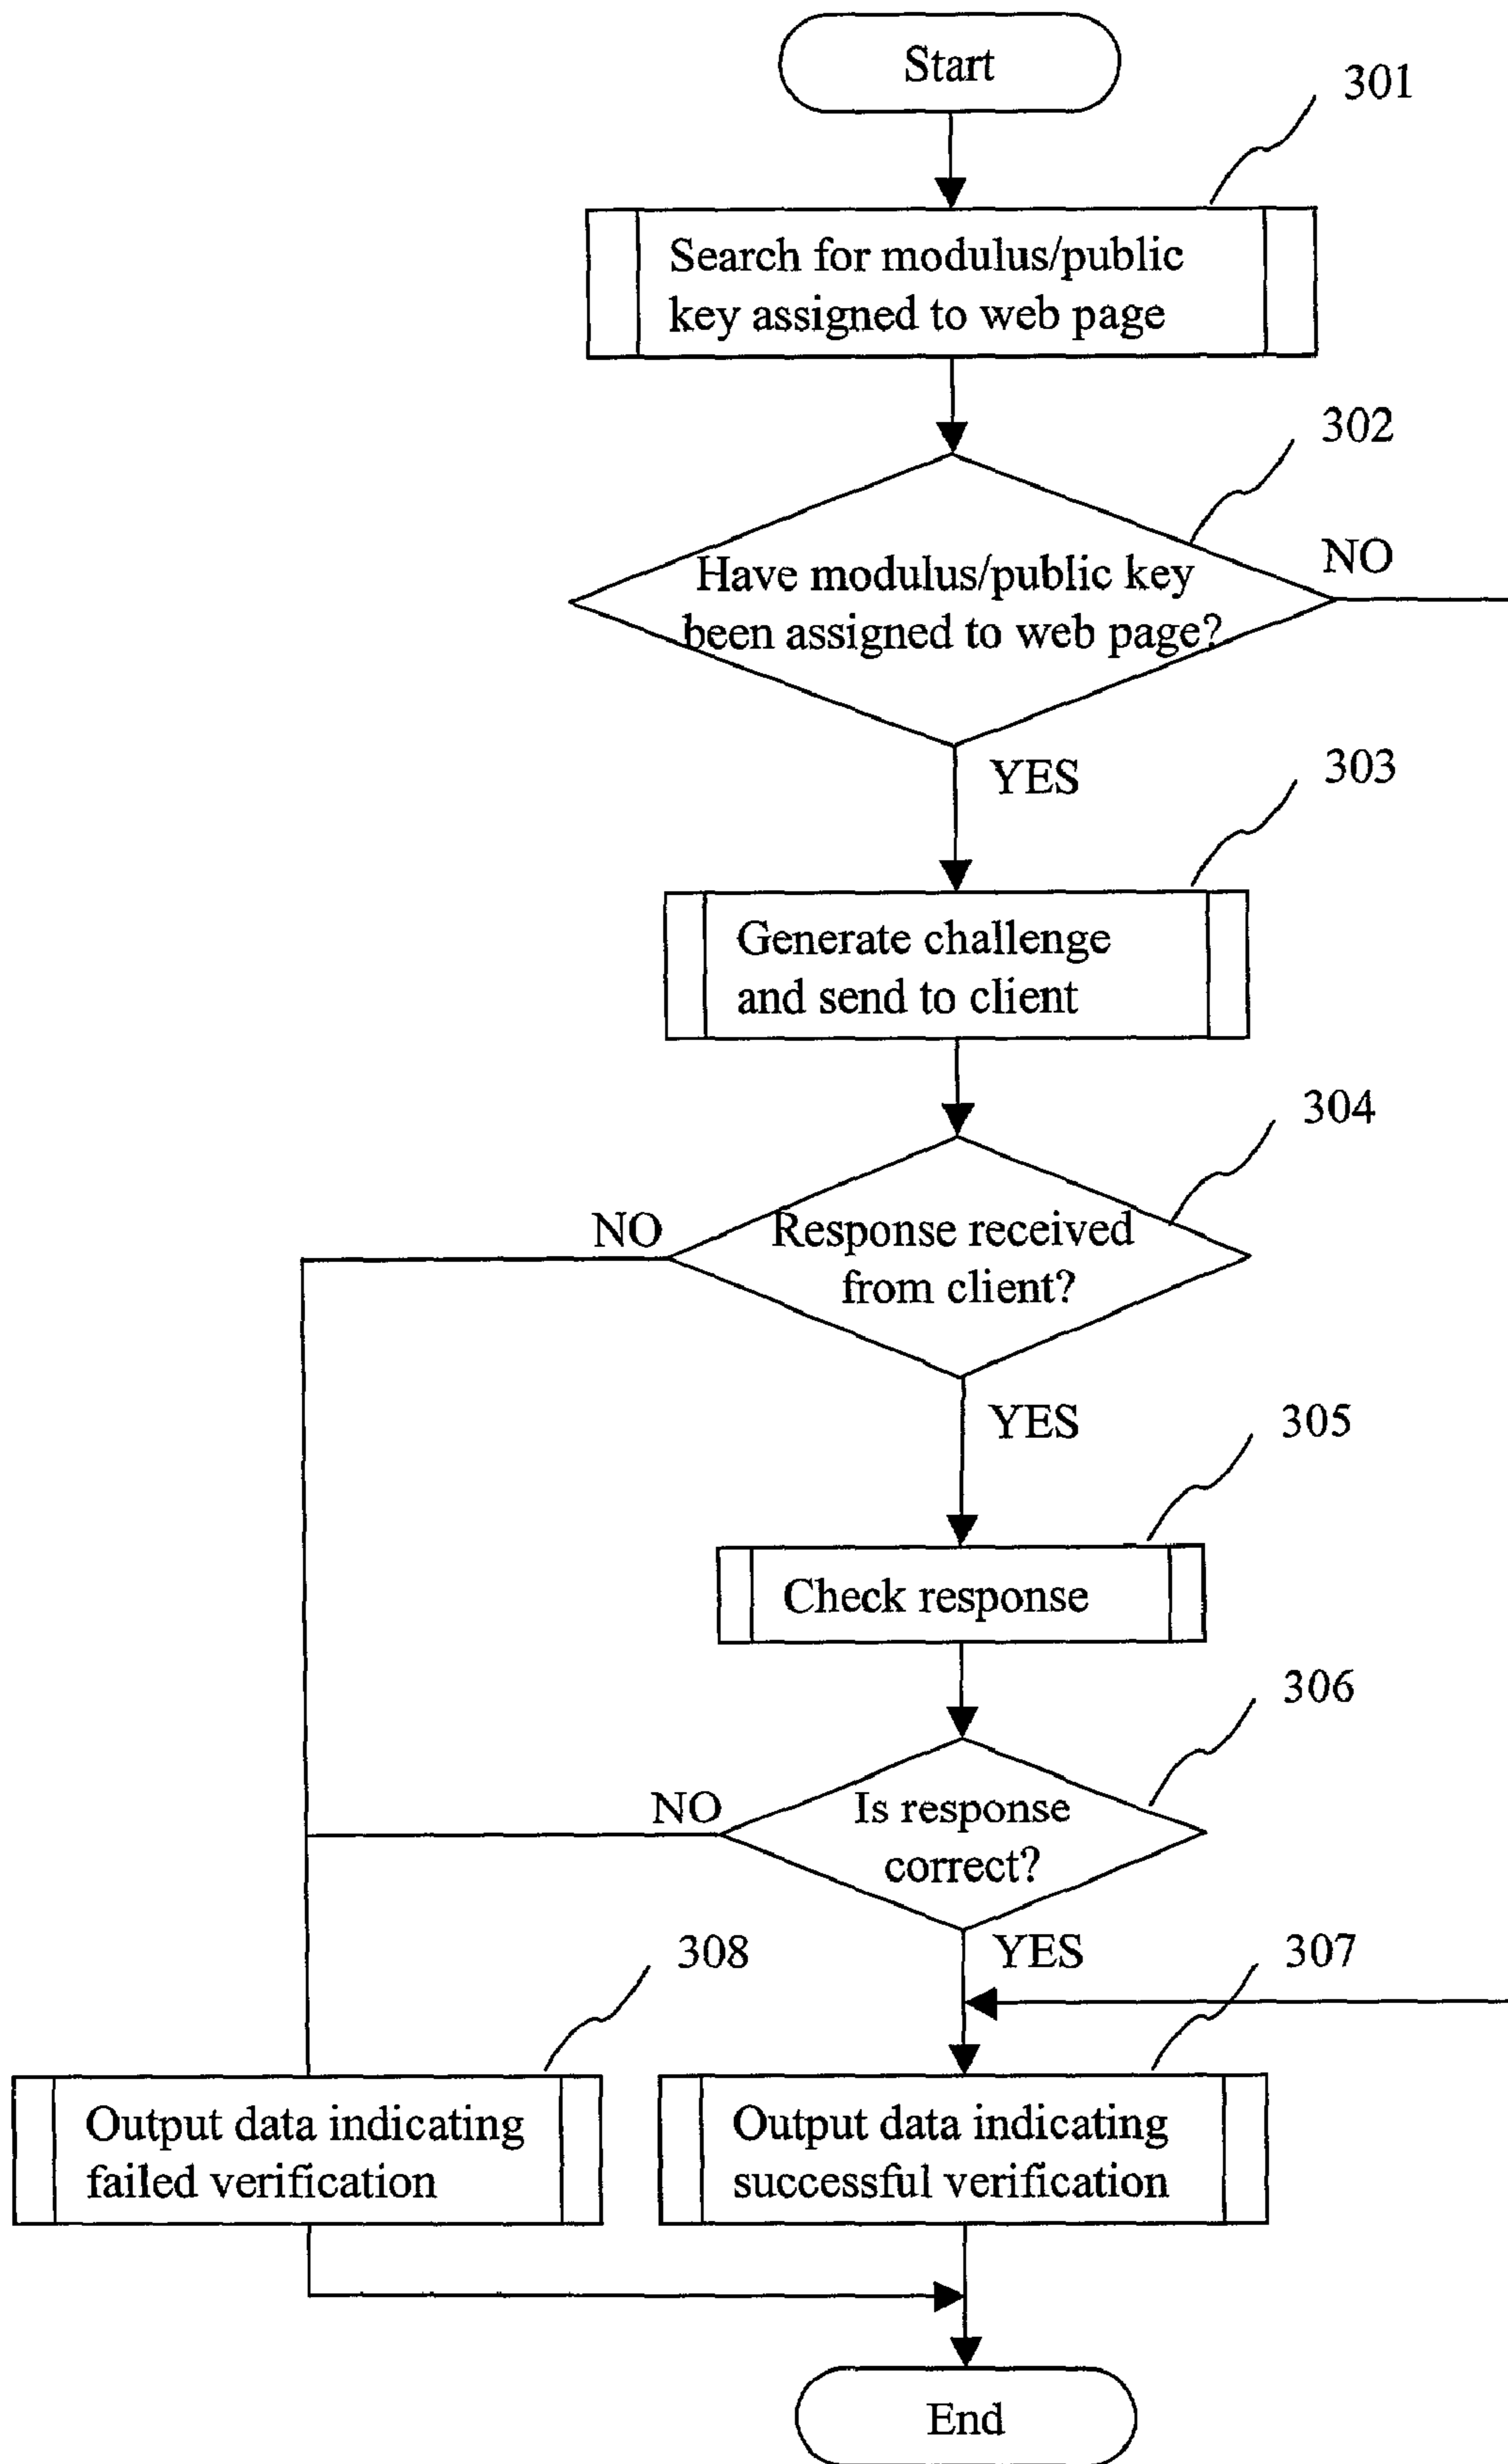 Start
301
Search for modulus/public
key assigned to web page
302
Have modulus/public key
been assigned to web page?
NO
YES
303
Generate challenge
and send to client
304
NO
Response received
from client?
YES
305
Check response
306
NO
Is response
correct?
YES
307
308
Output data indicating
failed verification
Output data indicating
successful verification
End